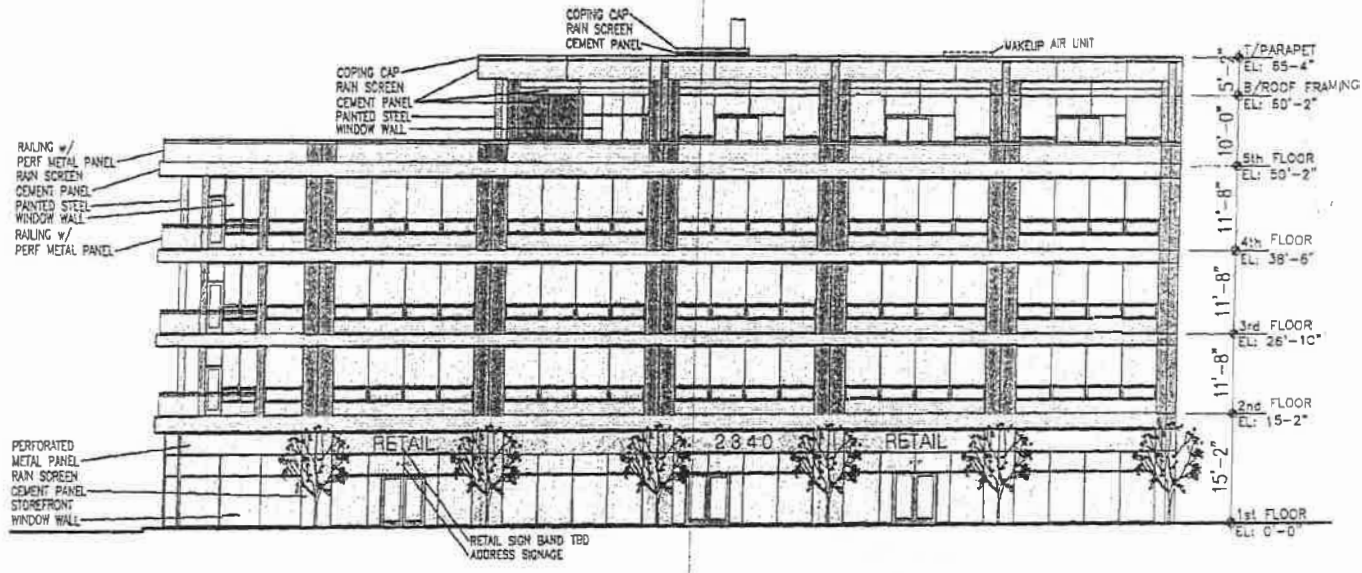 COPING CAP
RAIN SCREEN
CEMENT PANEL
MAKEUP AIR UNIT
T/PARAPET
EL: 65'-4"
COPING CAP
RAIN SCREEN
CEMENT PANEL
PAINTED STEEL
WINDOW WALL
B/ROOF FRAMING
EL: 60'-2"
10'-0"
RAILING w/
PERF METAL PANEL
RAIN SCREEN
CEMENT PANEL
PAINTED STEEL
WINDOW WALL
RAILING w/
PERF METAL PANEL
5th FLOOR
EL: 50'-2"
11'-8"
4th FLOOR
EL: 38'-6"
11'-8"
3rd FLOOR
EL: 26'-10"
11'-8"
2nd FLOOR
EL: 15'-2"
RETAIL
2340
RETAIL
PERFORATED
METAL PANEL
RAIN SCREEN
CEMENT PANEL
STOREFRONT
WINDOW WALL
15'-2"
1st FLOOR
EL: 0'-0"
RETAIL SIGN BAND TBD
ADDRESS SIGNAGE